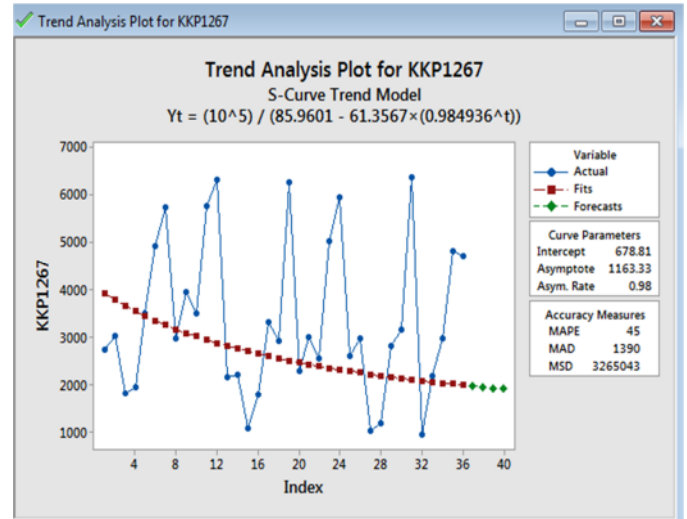 Trend Analysis Plot for KKP1267
Trend Analysis Plot for KKP1267
S-Curve Trend Model
Yt = (10^5) / (85.9601 - 61.3567×(0.984936^t))
7000
6000
5000
4000
3000
2000
1000
KKP1267
4 8 12 16 20 24 28 32 36 40
Index
Variable
Actual
Fits
Forecasts
Curve Parameters
Intercept 678.81
Asymptote 1163.33
Asym. Rate 0.98
Accuracy Measures
MAPE 45
MAD 1390
MSD 3265043